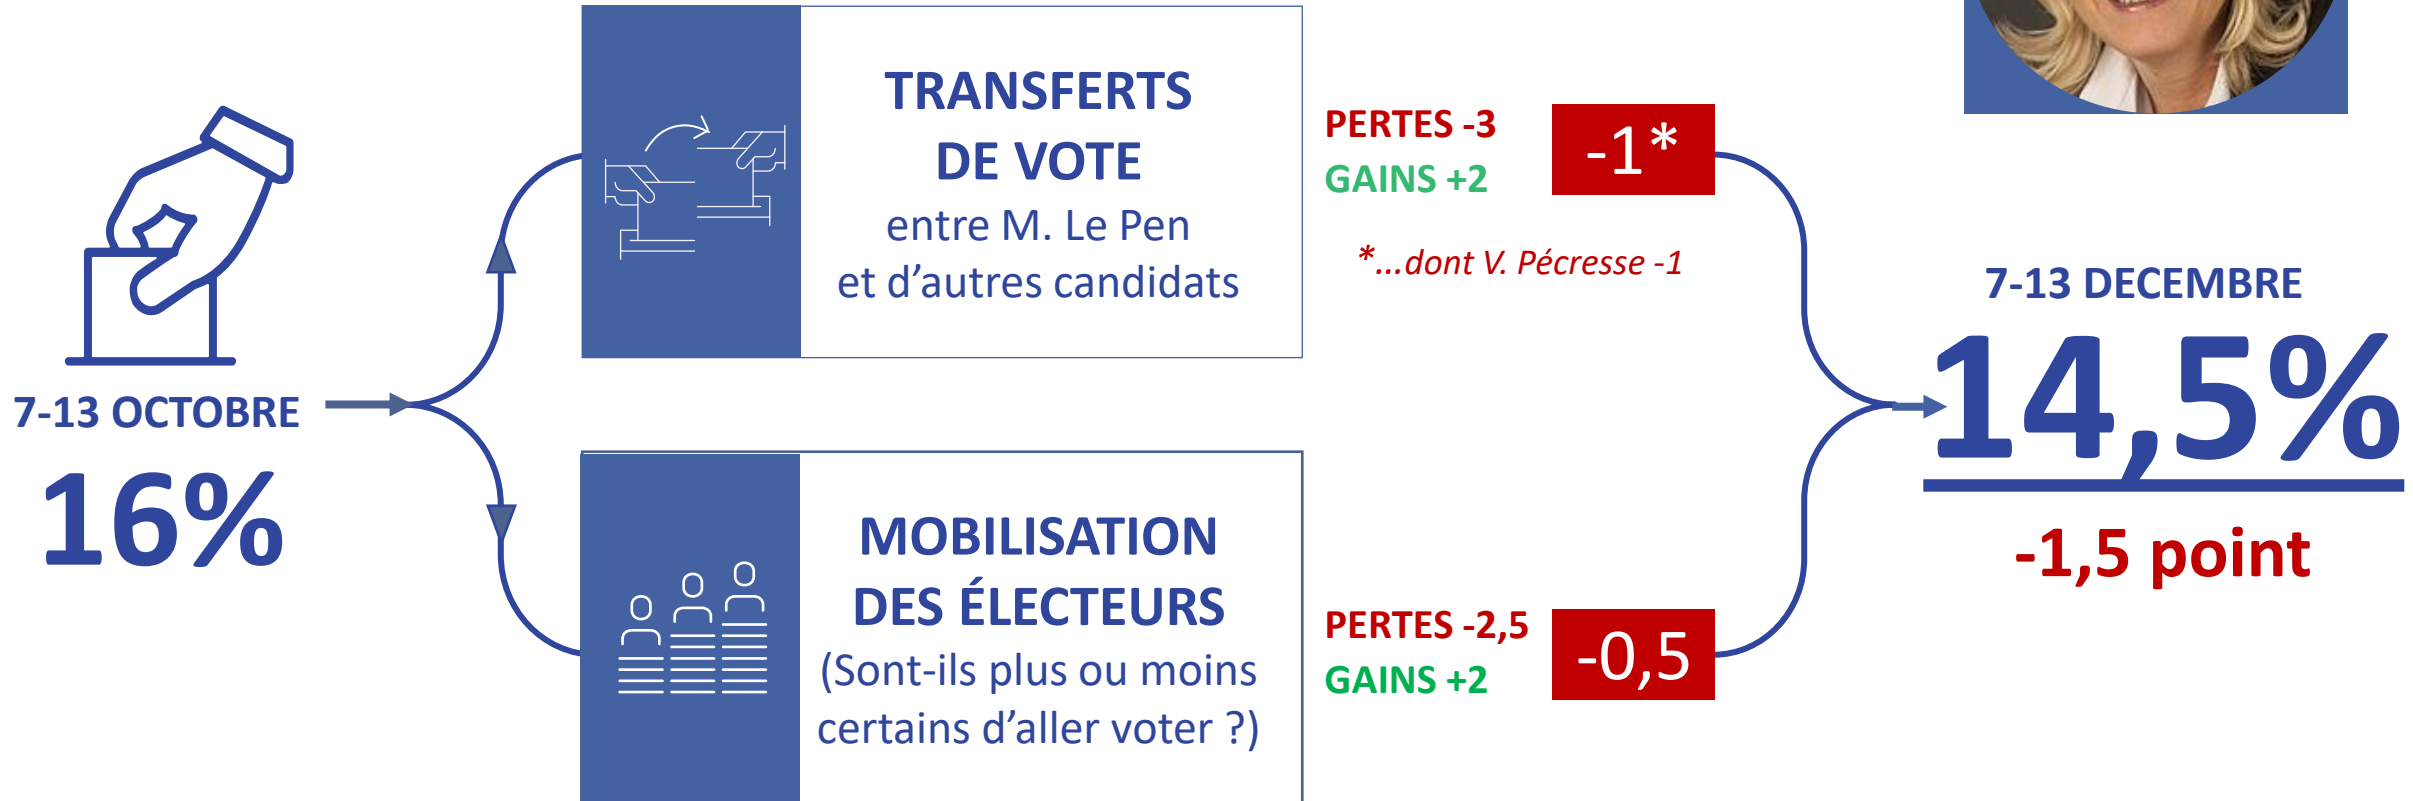 7-13 OCTOBRE
16%
TRANSFERTS
DE VOTE
entre M. Le Pen
et d’autres candidats
PERTES -3
GAINS +2
-1*
*...dont V. Pécresse -1
MOBILISATION
DES ÉLECTEURS
(Sont-ils plus ou moins
certains d’aller voter ?)
PERTES -2,5
GAINS +2
-0,5
7-13 DECEMBRE
14,5%
-1,5 point